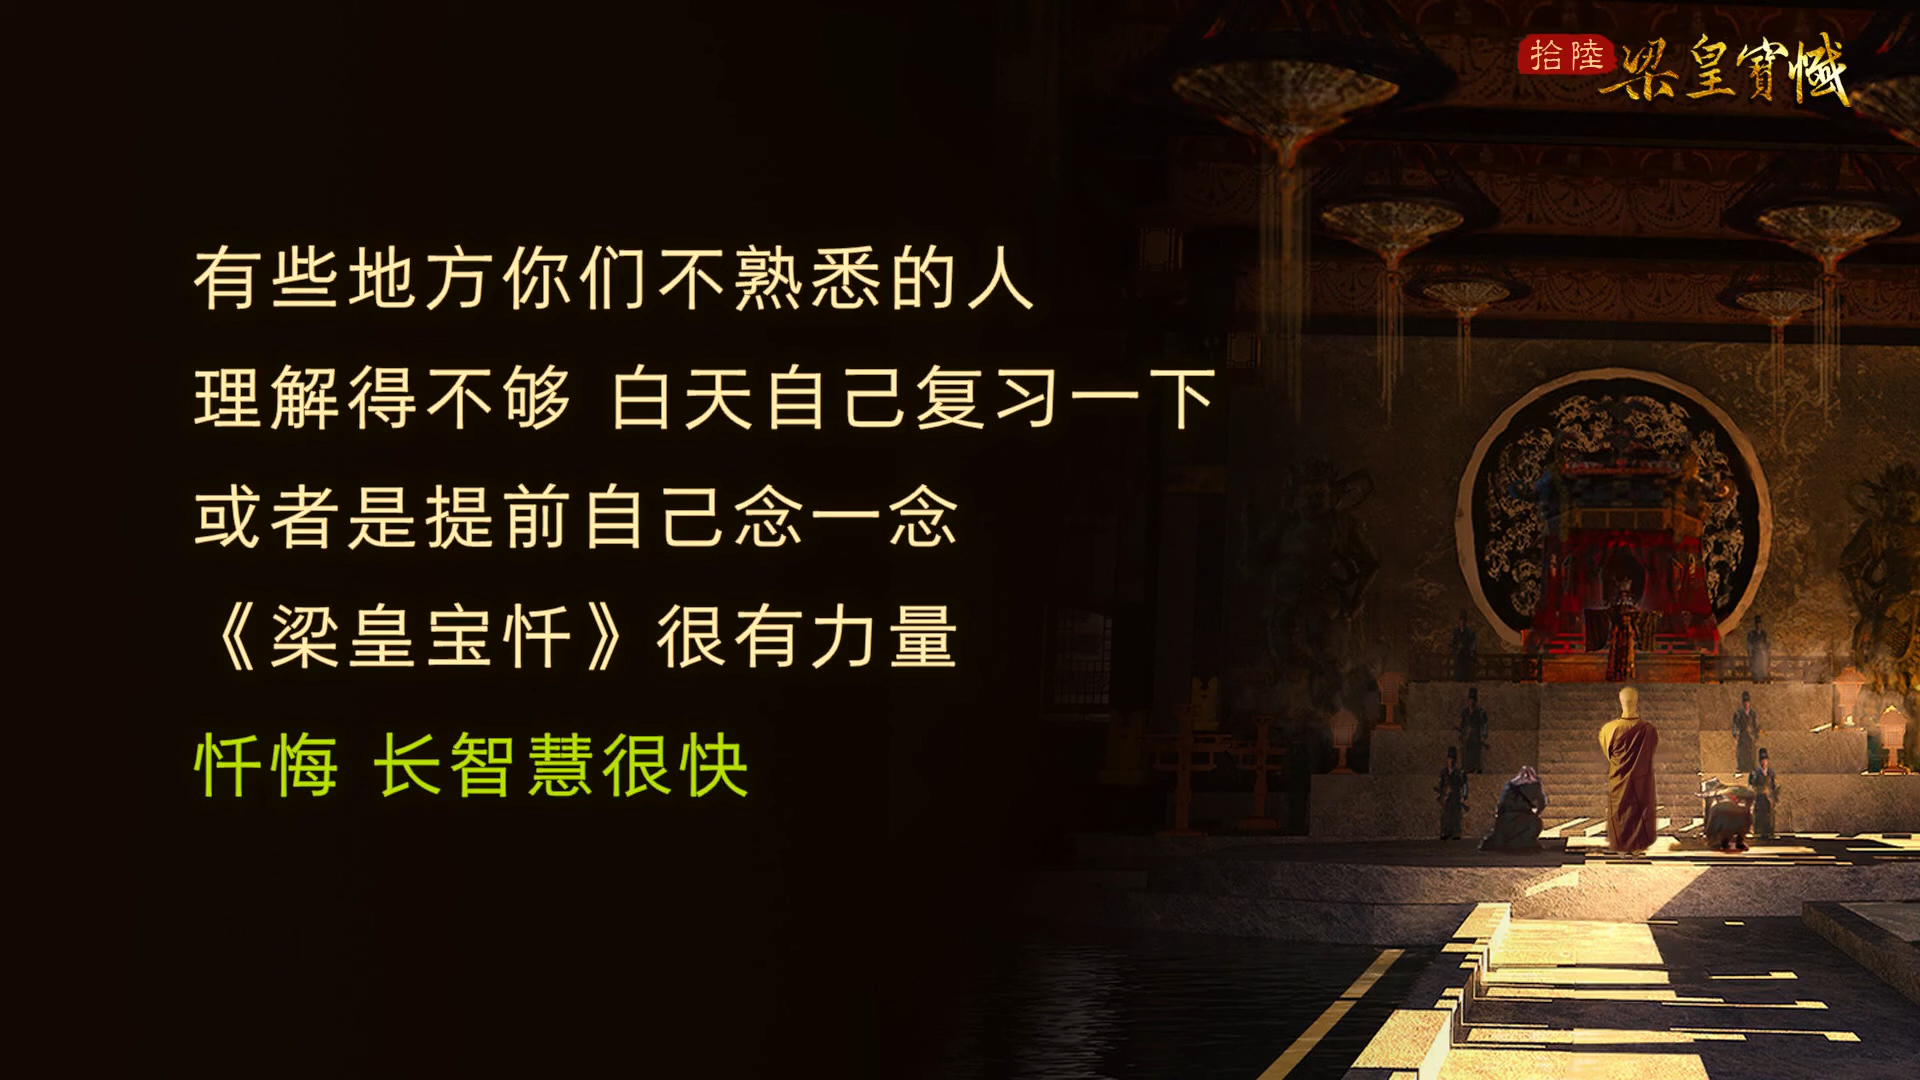 拾陸 梁皇寶懺
有些地方你们不熟悉的人
理解得不够 白天自己复习一下
或者是提前自己念一念
《梁皇宝忏》很有力量
忏悔 长智慧很快